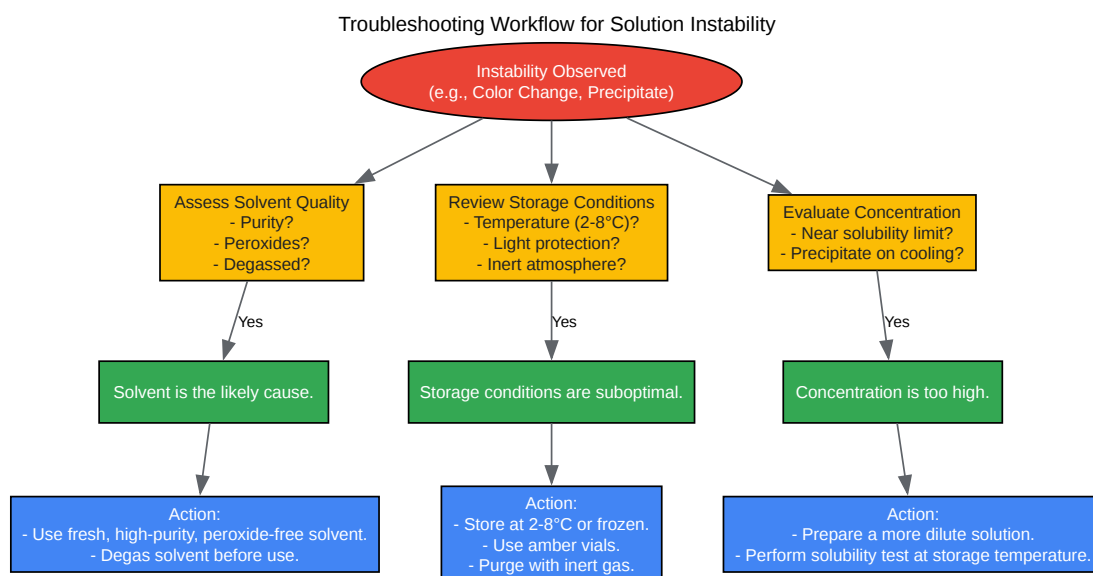 Troubleshooting Workflow for Solution Instability
Instability Observed
(e.g., Color Change, Precipitate)
Assess Solvent Quality
- Purity?
- Peroxides?
- Degassed?
Review Storage Conditions
- Temperature (2-8°C)?
- Light protection?
- Inert atmosphere?
Evaluate Concentration
- Near solubility limit?
- Precipitate on cooling?
Yes
Yes
Yes
Solvent is the likely cause.
Storage conditions are suboptimal.
Concentration is too high.
Action:
- Use fresh, high-purity, peroxide-free solvent.
- Degas solvent before use.
Action:
- Store at 2-8°C or frozen.
- Use amber vials.
- Purge with inert gas.
Action:
- Prepare a more dilute solution.
- Perform solubility test at storage temperature.